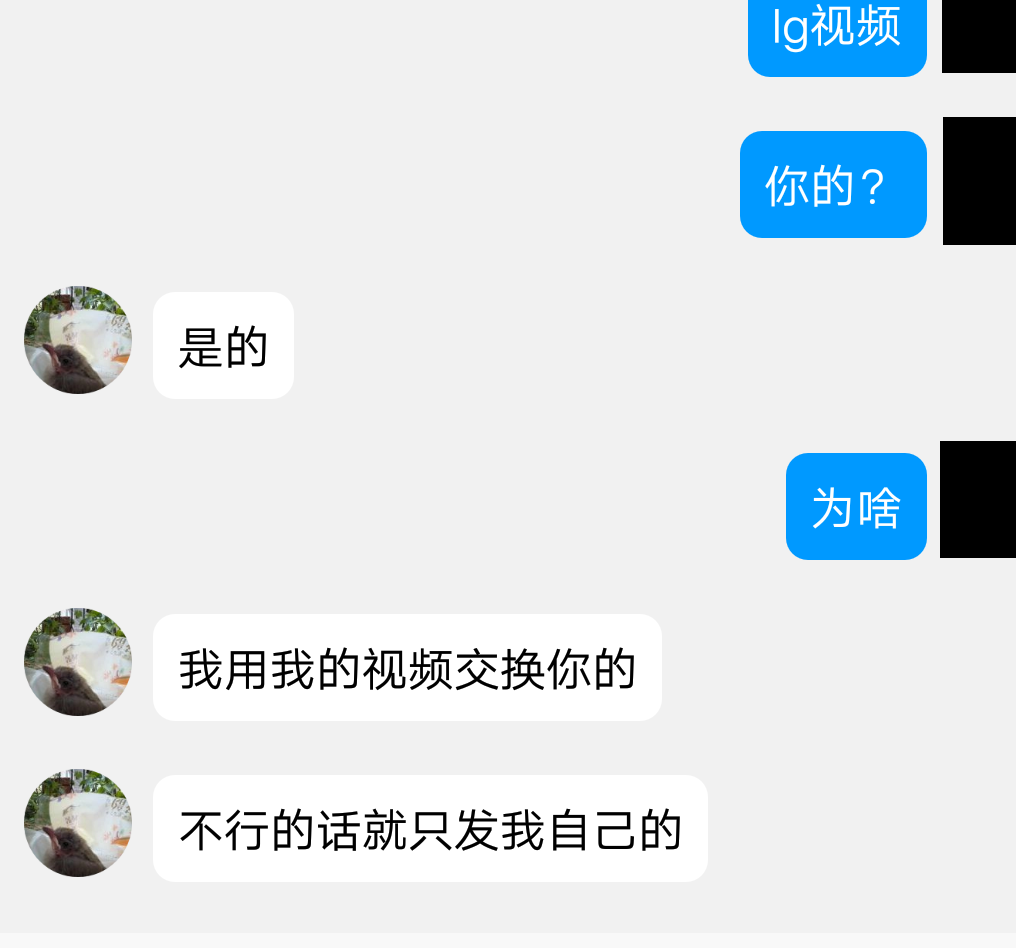 lg视频
你的？
是的
为啥
我用我的视频交换你的
不行的话就只发我自己的